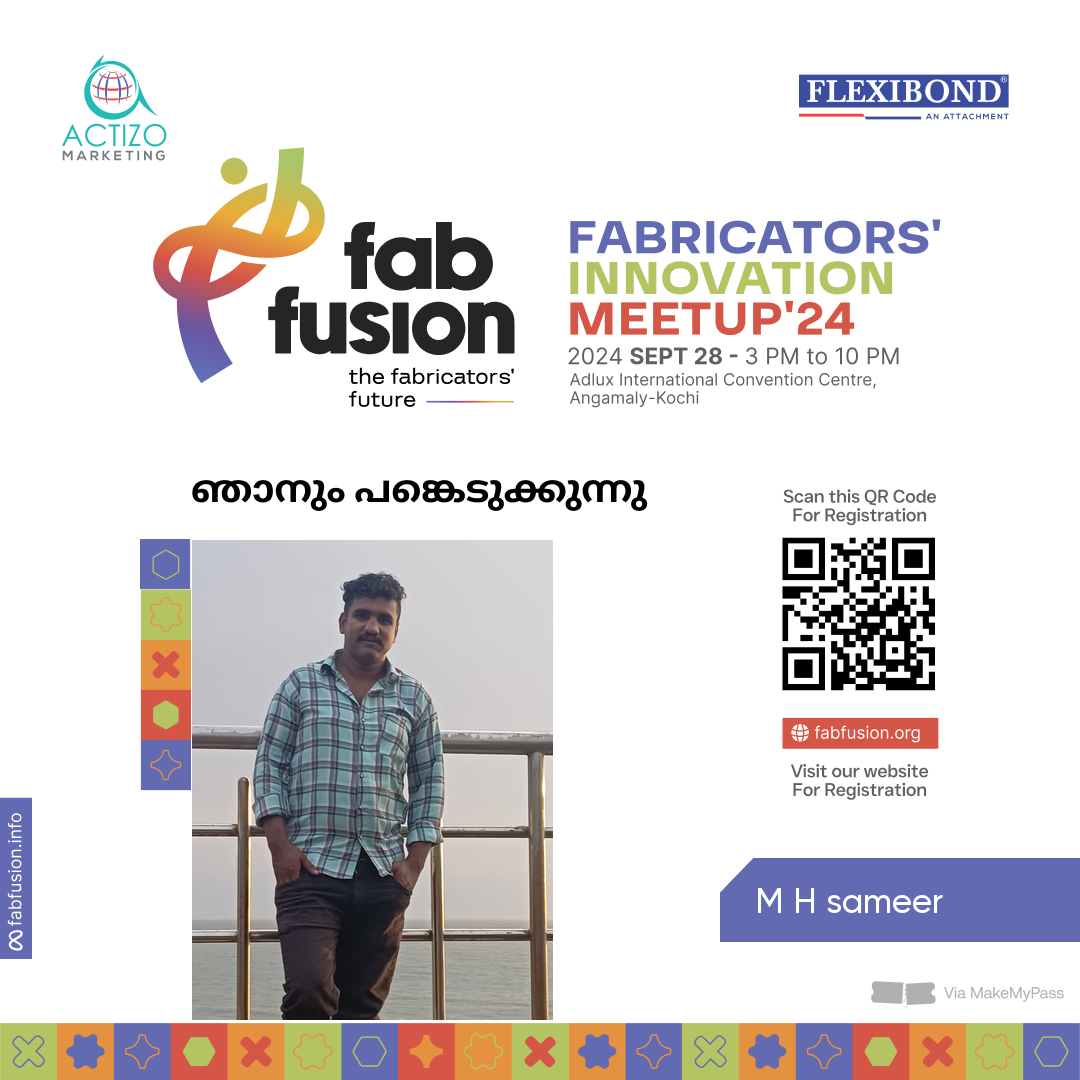 ACTIZO
MARKETING
FLEXIBOND®
AN ATTACHMENT
fab
fusion
the fabricators'
future
FABRICATORS'
INNOVATION
MEETUP'24
2024 SEPT 28 - 3 PM to 10 PM
Adlux International Convention Centre,
Angamaly-Kochi
ഞാനും പങ്കെടുക്കുന്നു
Scan this QR Code
For Registration
fabfusion.org
Visit our website
For Registration
fabfusion.info
M H sameer
Via MakeMyPass